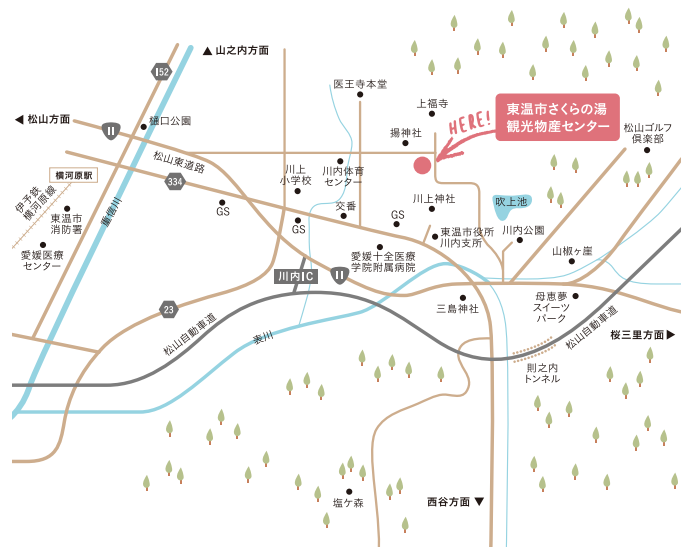 ▲山之内方面
152
◀松山方面
11
樋口公園
医王寺本堂
上福寺
揚神社
HERE!
東温市さくらの湯
観光物産センター
松山ゴルフ
倶楽部
松山東道路
横河原駅
334
伊予鉄
横河原線
川上
小学校
川内体育
センター
重信川
東温市
消防署
GS
GS
交番
GS
川上神社
吹上池
東温市役所
川内支所
川内公園
愛媛医療
センター
愛媛十全医療
学院附属病院
山椒ヶ崖
川内IC
11
23
三島神社
母恵夢
スイーツ
パーク
松山自動車道
表川
松山自動車道
桜三里方面▶
則之内
トンネル
塩ケ森
西谷方面▼